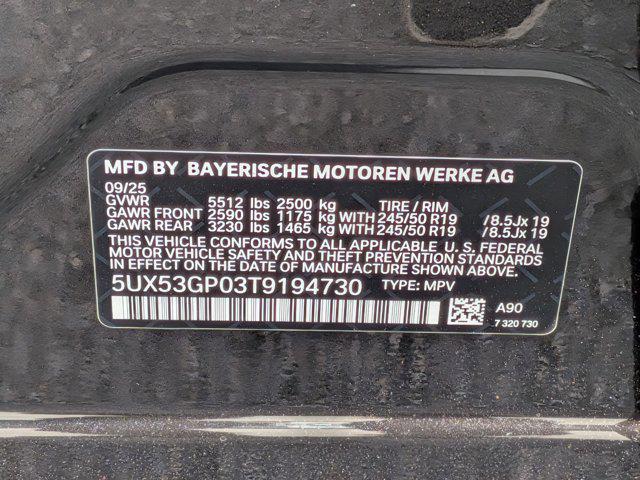 MFD BY BAYERISCHE MOTOREN WERKE AG
09/25
GVWR 5512 lbs 2500 kg TIRE / RIM
GAWR FRONT 2590 lbs 1175 kg WITH 245/50 R19 /8.5Jx 19
GAWR REAR 3230 lbs 1465 kg WITH 245/50 R19 /8.5Jx 19
THIS VEHICLE CONFORMS TO ALL APPLICABLE U. S. FEDERAL
MOTOR VEHICLE SAFETY AND THEFT PREVENTION
STANDARDS IN EFFECT ON THE DATE OF MANUFACTURE SHOWN ABOVE.
5UX53GP03T9194730 TYPE: MPV
A90
7 320 730